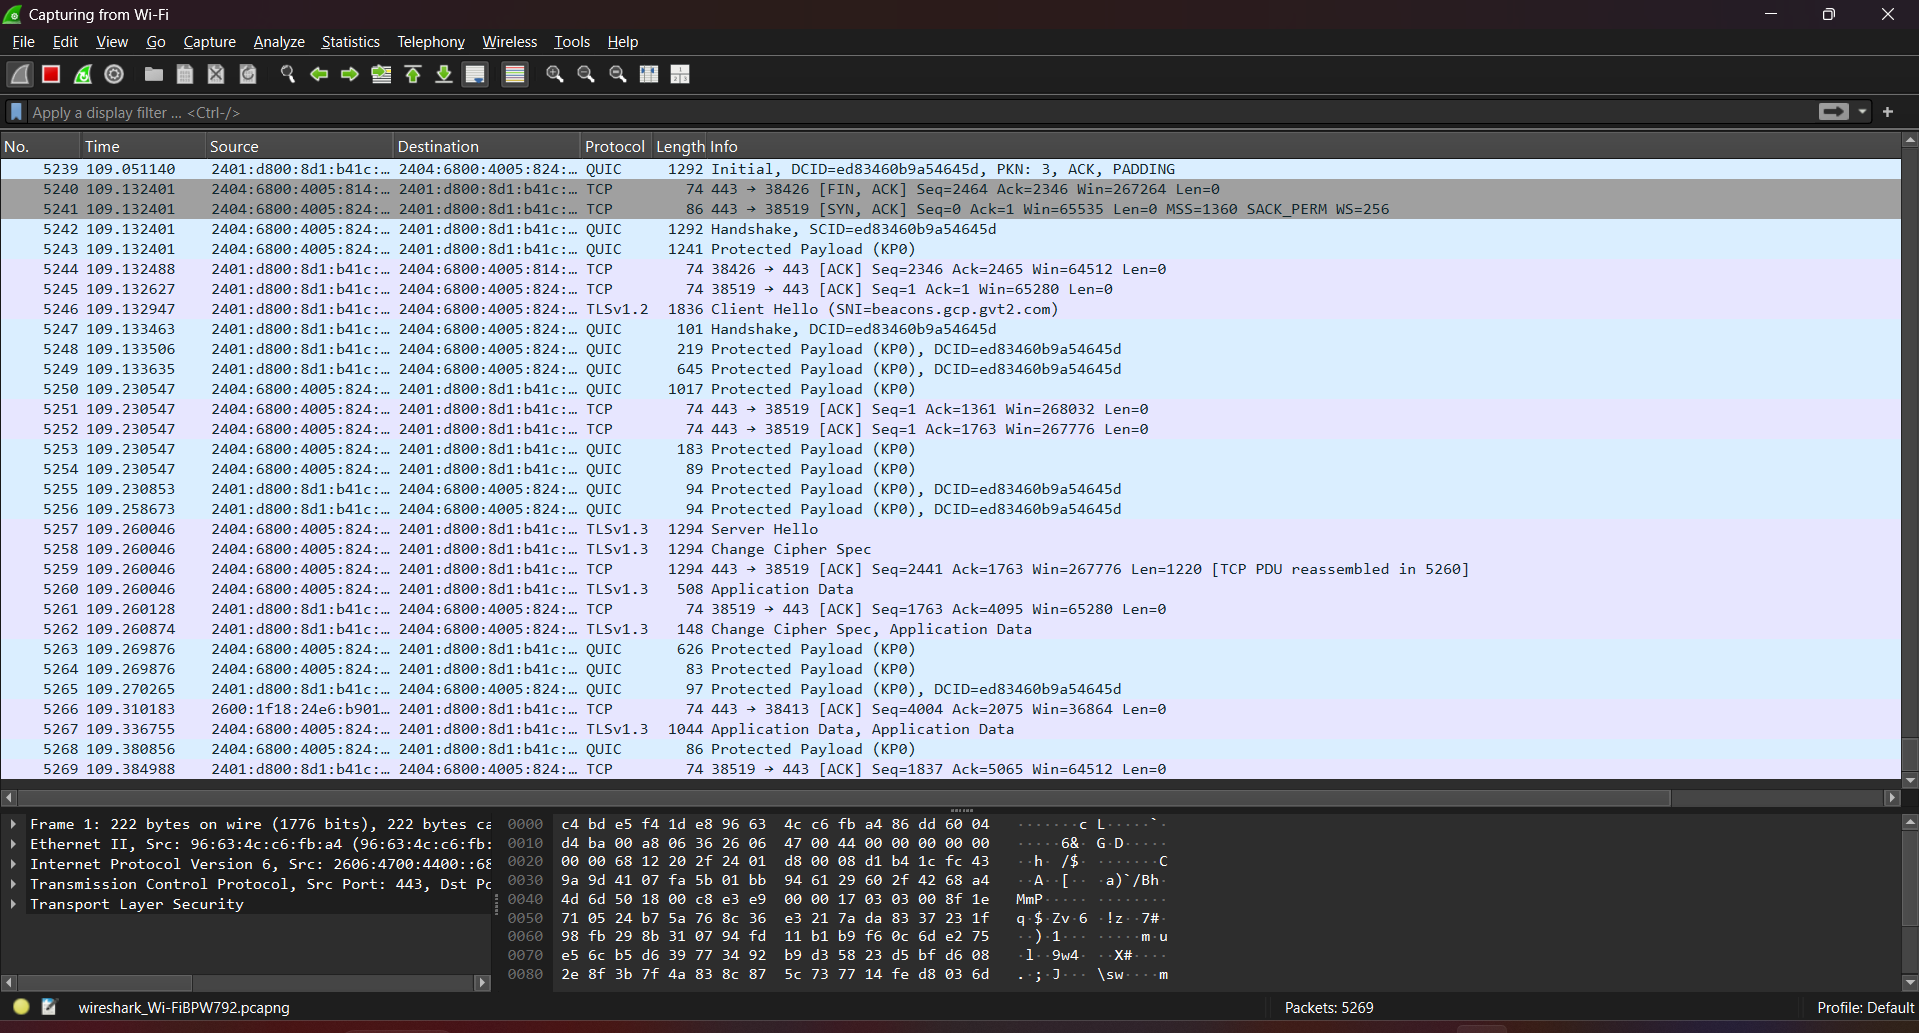 Capturing from Wi-Fi
File Edit View Go Capture Analyze Statistics Telephony Wireless Tools Help
Apply a display filter ... <Ctrl-/>
No. Time Source Destination Protocol Length Info
5239 109.051140 2401:d800:8d1:b41c:… 2404:6800:4005:824:… QUIC 1292 Initial, DCID=ed83460b9a54645d, PKN: 3, ACK, PADDING
5240 109.132401 2404:6800:4005:814:… 2401:d800:8d1:b41c:… TCP 74 443 → 38426 [FIN, ACK] Seq=2464 Ack=2346 Win=267264 Len=0
5241 109.132401 2404:6800:4005:824:… 2401:d800:8d1:b41c:… TCP 86 443 → 38519 [SYN, ACK] Seq=0 Ack=1 Win=65535 Len=0 MSS=1360 SACK_PERM WS=256
5242 109.132401 2404:6800:4005:824:… 2401:d800:8d1:b41c:… QUIC 1292 Handshake, SCID=ed83460b9a54645d
5243 109.132401 2404:6800:4005:824:… 2401:d800:8d1:b41c:… QUIC 1241 Protected Payload (KP0)
5244 109.132488 2401:d800:8d1:b41c:… 2404:6800:4005:814:… TCP 74 38426 → 443 [ACK] Seq=2346 Ack=2465 Win=64512 Len=0
5245 109.132627 2401:d800:8d1:b41c:… 2404:6800:4005:824:… TCP 74 38519 → 443 [ACK] Seq=1 Ack=1 Win=65280 Len=0
5246 109.132947 2401:d800:8d1:b41c:… 2404:6800:4005:824:… TLSv1.2 1836 Client Hello (SNI=beacons.gcp.gvt2.com)
5247 109.133463 2401:d800:8d1:b41c:… 2404:6800:4005:824:… QUIC 101 Handshake, DCID=ed83460b9a54645d
5248 109.133506 2401:d800:8d1:b41c:… 2404:6800:4005:824:… QUIC 219 Protected Payload (KP0), DCID=ed83460b9a54645d
5249 109.133635 2401:d800:8d1:b41c:… 2404:6800:4005:824:… QUIC 645 Protected Payload (KP0), DCID=ed83460b9a54645d
5250 109.230547 2404:6800:4005:824:… 2401:d800:8d1:b41c:… QUIC 1017 Protected Payload (KP0)
5251 109.230547 2404:6800:4005:824:… 2401:d800:8d1:b41c:… TCP 74 443 → 38519 [ACK] Seq=1 Ack=1361 Win=268032 Len=0
5252 109.230547 2404:6800:4005:824:… 2401:d800:8d1:b41c:… TCP 74 443 → 38519 [ACK] Seq=1 Ack=1763 Win=267776 Len=0
5253 109.230547 2404:6800:4005:824:… 2401:d800:8d1:b41c:… QUIC 183 Protected Payload (KP0)
5254 109.230547 2404:6800:4005:824:… 2401:d800:8d1:b41c:… QUIC 89 Protected Payload (KP0)
5255 109.230853 2401:d800:8d1:b41c:… 2404:6800:4005:824:… QUIC 94 Protected Payload (KP0), DCID=ed83460b9a54645d
5256 109.258673 2401:d800:8d1:b41c:… 2404:6800:4005:824:… QUIC 94 Protected Payload (KP0), DCID=ed83460b9a54645d
5257 109.260046 2404:6800:4005:824:… 2401:d800:8d1:b41c:… TLSv1.3 1294 Server Hello
5258 109.260046 2404:6800:4005:824:… 2401:d800:8d1:b41c:… TLSv1.3 1294 Change Cipher Spec
5259 109.260046 2404:6800:4005:824:… 2401:d800:8d1:b41c:… TCP 1294 443 → 38519 [ACK] Seq=2441 Ack=1763 Win=267776 Len=1220 [TCP PDU reassembled in 5260]
5260 109.260046 2404:6800:4005:824:… 2401:d800:8d1:b41c:… TLSv1.3 508 Application Data
5261 109.260128 2401:d800:8d1:b41c:… 2404:6800:4005:824:… TCP 74 38519 → 443 [ACK] Seq=1763 Ack=4095 Win=65280 Len=0
5262 109.260874 2401:d800:8d1:b41c:… 2404:6800:4005:824:… TLSv1.3 148 Change Cipher Spec, Application Data
5263 109.269876 2404:6800:4005:824:… 2401:d800:8d1:b41c:… QUIC 626 Protected Payload (KP0)
5264 109.269876 2404:6800:4005:824:… 2401:d800:8d1:b41c:… QUIC 83 Protected Payload (KP0)
5265 109.270265 2401:d800:8d1:b41c:… 2404:6800:4005:824:… QUIC 97 Protected Payload (KP0), DCID=ed83460b9a54645d
5266 109.310183 2600:1f18:24e6:b901… 2401:d800:8d1:b41c:… TCP 74 443 → 38413 [ACK] Seq=4004 Ack=2075 Win=36864 Len=0
5267 109.336755 2404:6800:4005:824:… 2401:d800:8d1:b41c:… TLSv1.3 1044 Application Data, Application Data
5268 109.380856 2404:6800:4005:824:… 2401:d800:8d1:b41c:… QUIC 86 Protected Payload (KP0)
5269 109.384988 2401:d800:8d1:b41c:… 2404:6800:4005:824:… TCP 74 38519 → 443 [ACK] Seq=1837 Ack=5065 Win=64512 Len=0
Frame 1: 222 bytes on wire (1776 bits), 222 bytes ca
Ethernet II, Src: 96:63:4c:c6:fb:a4 (96:63:4c:c6:fb:
Internet Protocol Version 6, Src: 2606:4700:4400::68
Transmission Control Protocol, Src Port: 443, Dst Po
Transport Layer Security
0000 c4 bd e5 f4 1d e8 96 63 4c c6 fb a4 86 dd 60 04 ·······c L·····`·
0010 d4 ba 00 a8 06 36 26 06 47 00 44 00 00 00 00 00 ·····6&· G·D·····
0020 00 00 68 12 20 2f 24 01 d8 00 08 d1 b4 1c fc 43 ··h· /$· ·······C
0030 9a 9d 41 07 fa 5b 01 bb 94 61 29 60 2f 42 68 a4 ··A··[·· ·a)`/Bh·
0040 4d 6d 50 18 00 c8 e3 e9 00 00 17 03 03 00 8f 1e MmP····· ········
0050 71 05 24 b7 5a 76 8c 36 e3 21 7a da 83 37 23 1f q·$·Zv·6 ·!z··7#·
0060 98 fb 29 8b 31 07 94 fd 11 b1 b9 f6 0c 6d e2 75 ··)·1··· ·····m·u
0070 e5 6c b5 d6 39 77 34 92 b9 d3 58 23 d5 bf d6 08 ·l··9w4· ··X#····
0080 2e 8f 3b 7f 4a 83 8c 87 5c 73 77 14 fe d8 03 6d .·;·J··· \sw····m
wireshark_Wi-FiBPW792.pcapng
Packets: 5269
Profile: Default